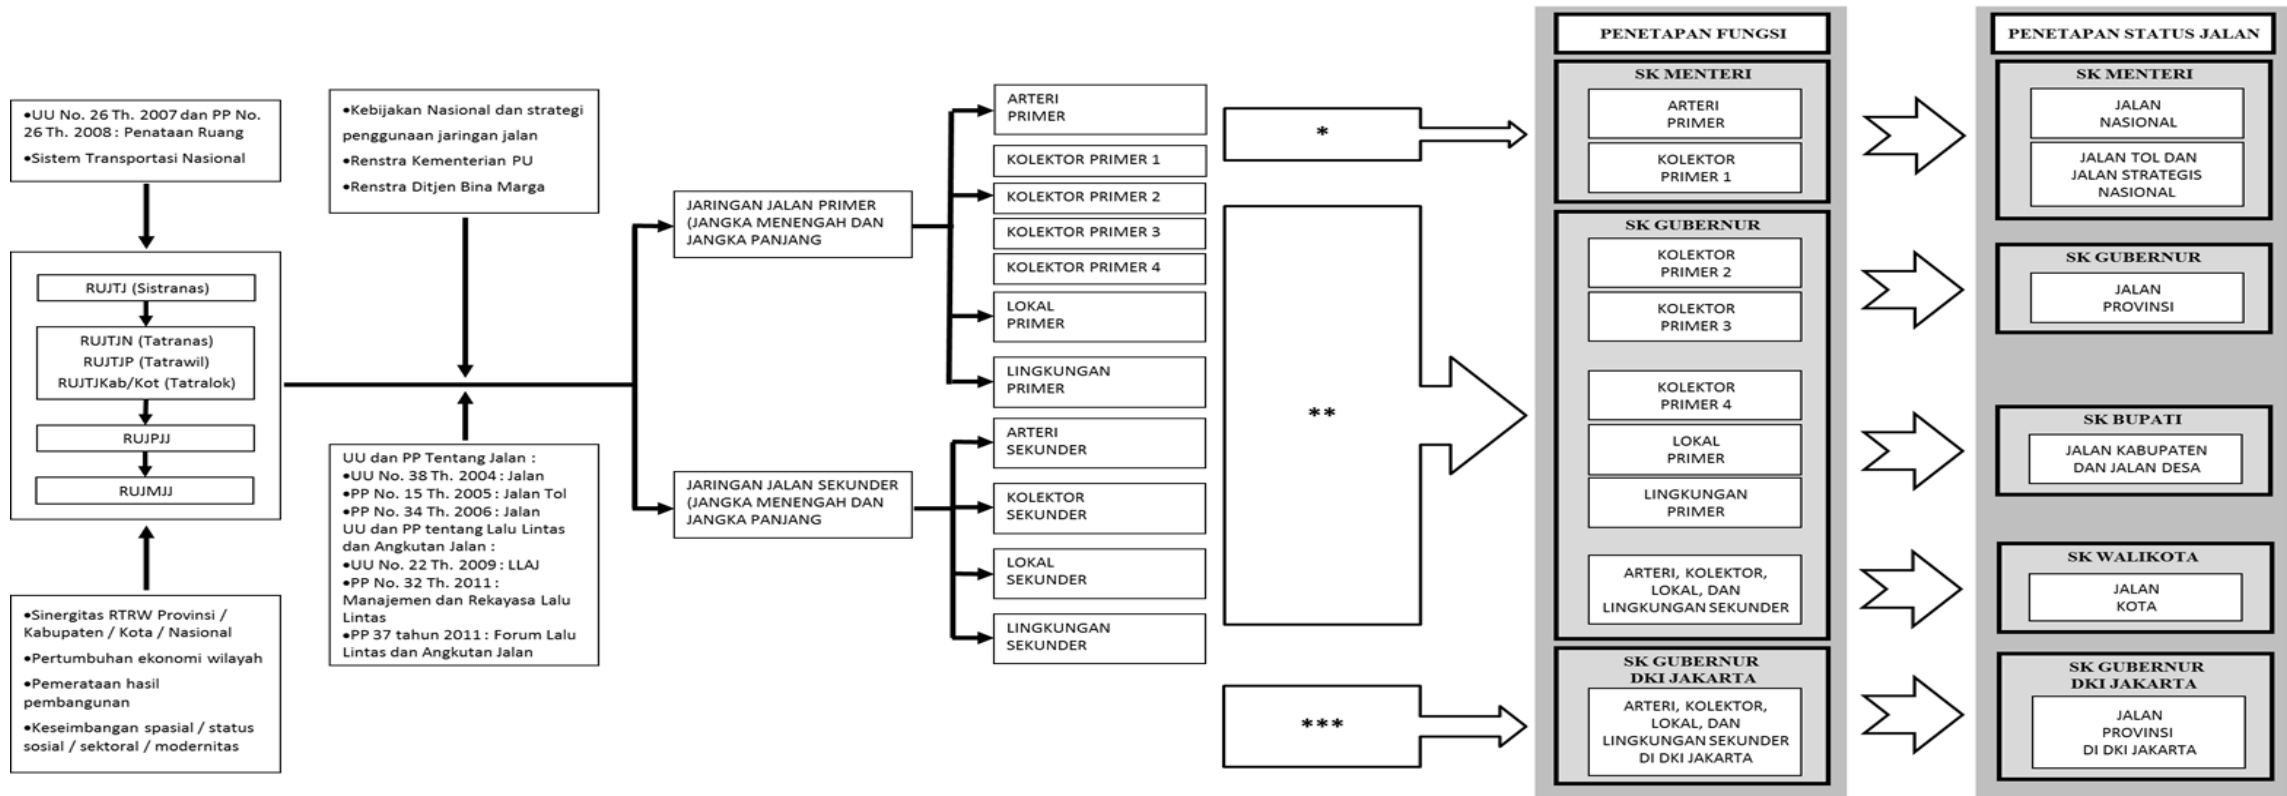 •UU No. 26 Th. 2007 dan PP No.
26 Th. 2008 : Penataan Ruang
•Sistem Transportasi Nasional
RUJTJ (Sistranas)
RUJTJN (Tatranas)
RUJTJP (Tatrawil)
RUJTJKab/Kot (Tatralok)
RUJPJJ
RUJMJJ
•Sinergitas RTRW Provinsi /
Kabupaten / Kota / Nasional
•Pertumbuhan ekonomi wilayah
•Pemerataan hasil
pembangunan
•Keseimbangan spasial / status
sosial / sektoral / modernitas
•Kebijakan Nasional dan strategi
penggunaan jaringan jalan
•Renstra Kementerian PU
•Renstra Ditjen Bina Marga
UU dan PP Tentang Jalan :
•UU No. 38 Th. 2004 : Jalan
•PP No. 15 Th. 2005 : Jalan Tol
•PP No. 34 Th. 2006 : Jalan
UU dan PP tentang Lalu Lintas
dan Angkutan Jalan :
•UU No. 22 Th. 2009 : LLAJ
•PP No. 32 Th. 2011 :
Manajemen dan Rekayasa Lalu
Lintas
•PP 37 tahun 2011 : Forum Lalu
Lintas dan Angkutan Jalan
JARINGAN JALAN PRIMER
(JANGKA MENENGAH DAN
JANGKA PANJANG
JARINGAN JALAN SEKUNDER
(JANGKA MENENGAH DAN
JANGKA PANJANG
ARTERI
PRIMER
KOLEKTOR PRIMER 1
KOLEKTOR PRIMER 2
KOLEKTOR PRIMER 3
KOLEKTOR PRIMER 4
LOKAL
PRIMER
LINGKUNGAN
PRIMER
ARTERI
SEKUNDER
KOLEKTOR
SEKUNDER
LOKAL
SEKUNDER
LINGKUNGAN
SEKUNDER
*
**
***
PENETAPAN FUNGSI
SK MENTERI
ARTERI
PRIMER
KOLEKTOR
PRIMER 1
SK GUBERNUR
KOLEKTOR
PRIMER 2
KOLEKTOR
PRIMER 3
KOLEKTOR
PRIMER 4
LOKAL
PRIMER
LINGKUNGAN
PRIMER
ARTERI, KOLEKTOR,
LOKAL, DAN
LINGKUNGAN SEKUNDER
SK GUBERNUR
DKI JAKARTA
ARTERI, KOLEKTOR,
LOKAL, DAN
LINGKUNGAN SEKUNDER
DI DKI JAKARTA
PENETAPAN STATUS JALAN
SK MENTERI
JALAN
NASIONAL
JALAN TOL DAN
JALAN STRATEGIS
NASIONAL
SK GUBERNUR
JALAN
PROVINSI
SK BUPATI
JALAN KABUPATEN
DAN JALAN DESA
SK WALIKOTA
JALAN
KOTA
SK GUBERNUR
DKI JAKARTA
JALAN
PROVINSI
DI DKI JAKARTA